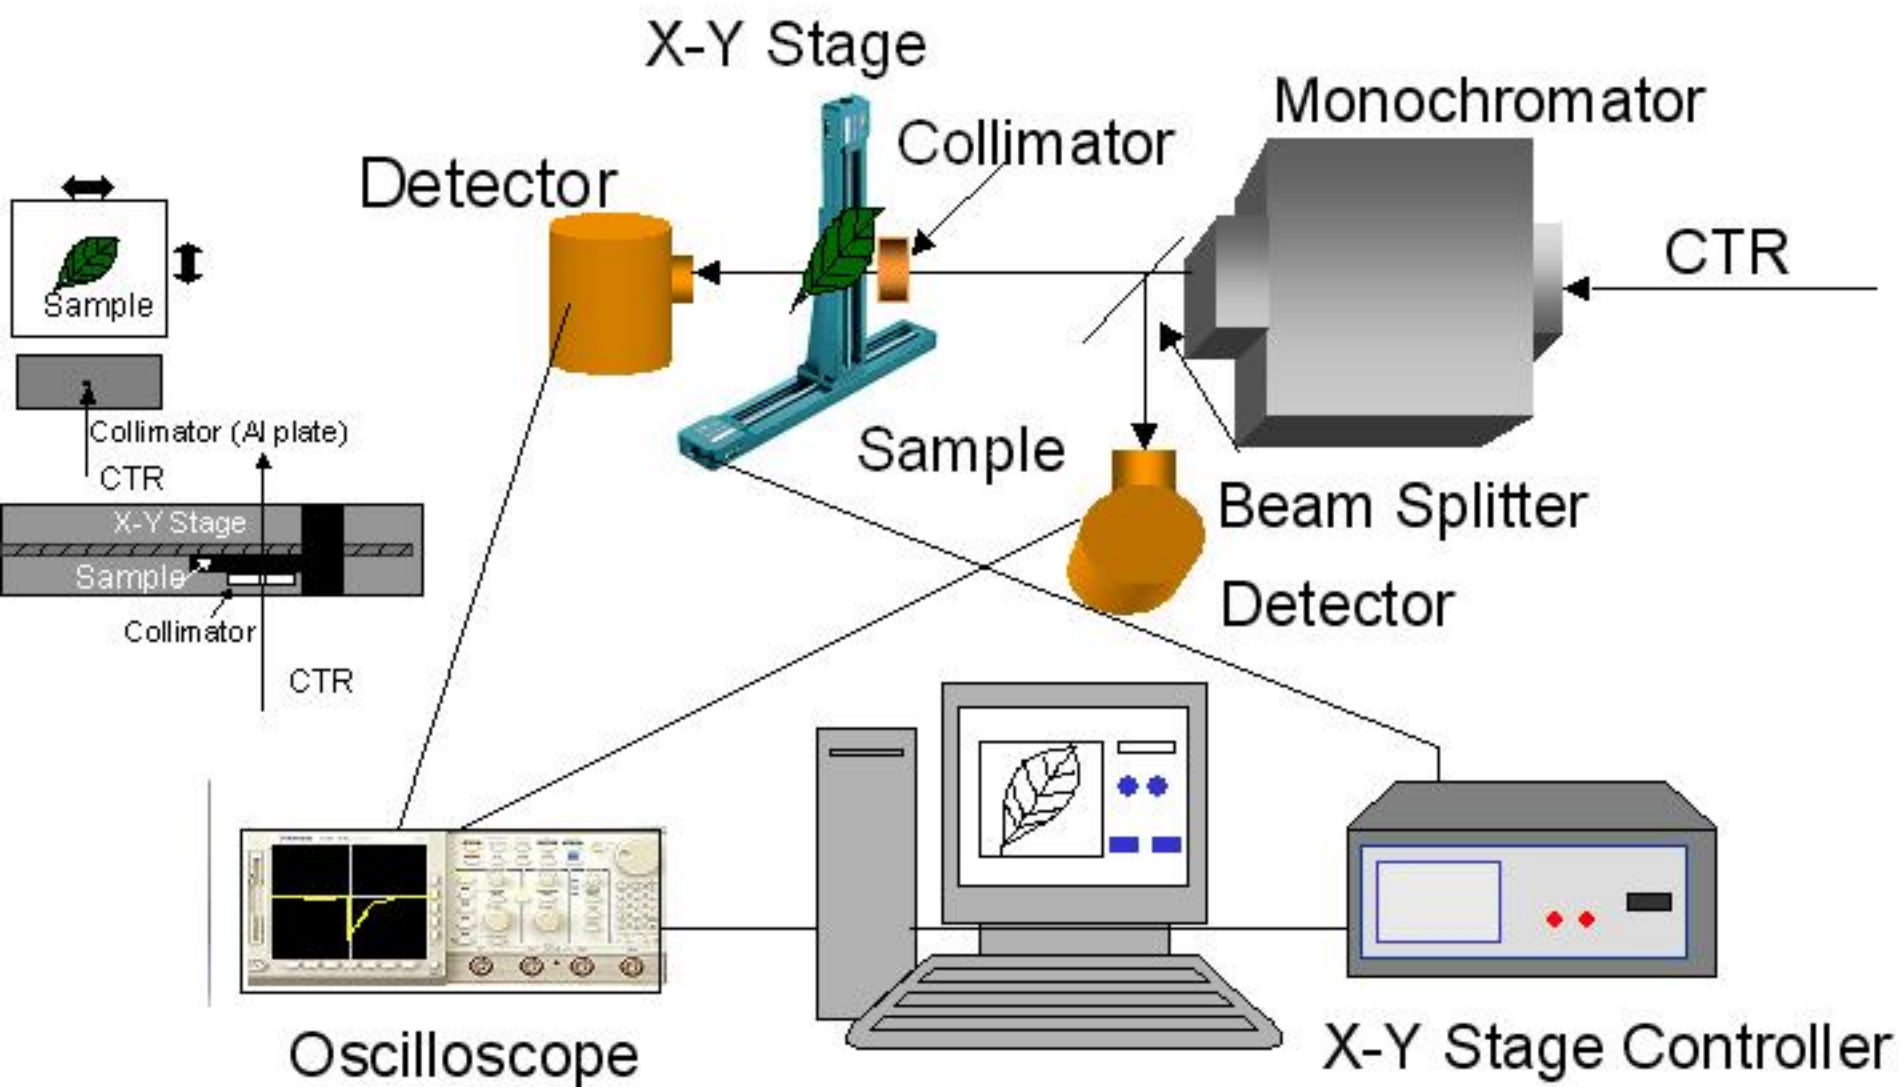 X-Y Stage
Monochromator
Collimator
Detector
CTR
Sample
Collimator (Al plate)
CTR
Sample
X-Y Stage
Beam Splitter
Sample
Detector
Collimator
CTR
Oscilloscope
X-Y Stage Controller